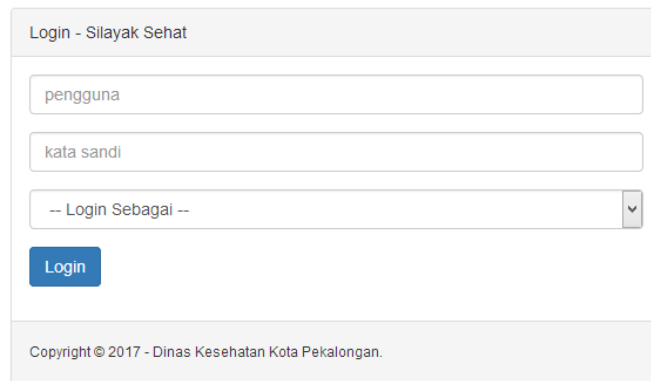 Login - Silayak Sehat
pengguna
kata sandi
-- Login Sebagai --
Login
Copyright © 2017 - Dinas Kesehatan Kota Pekalongan.